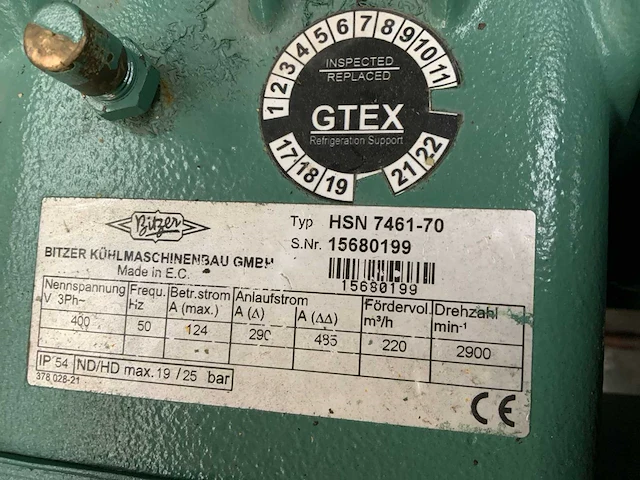 1 2 3 4 5 6 7 8 9 10 11
INSPECTED
REPLACED
GTEX
Refrigeration Support
17 18 19 21 22
Bitzer
BITZER KÜHLMASCHINENBAU GMBH
Made in E.C.
Typ HSN 7461-70
S.Nr. 15680199
15680199
Nennspannung Frequ. Betr.strom Anlaufstrom Fördervol. Drehzahl
V 3Ph~ Hz A (max.) A (Δ) A (ΔΔ) m³/h min⁻¹
400 50 124 290 485 220 2900
IP 54 ND/HD max. 19 / 25 bar
378 028-21
CE